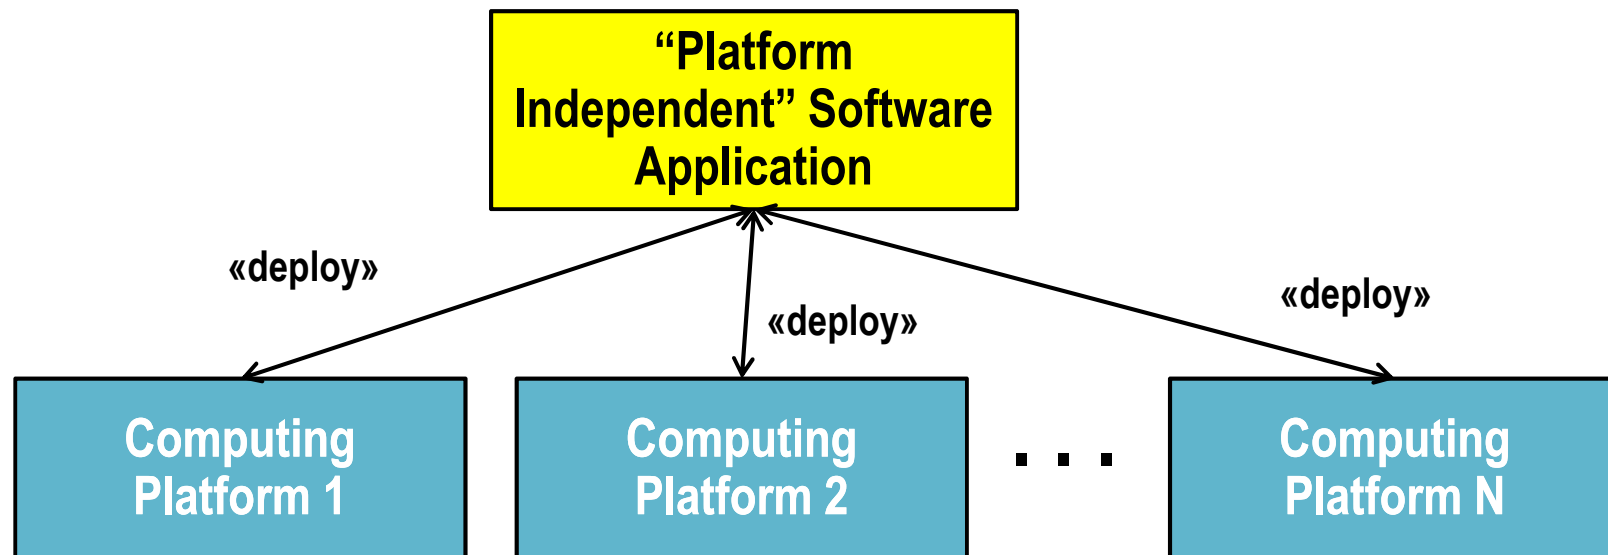 “Platform
Independent” Software
Application
«deploy»
«deploy»
«deploy»
Computing
Platform 1
Computing
Platform 2
. . .
Computing
Platform N